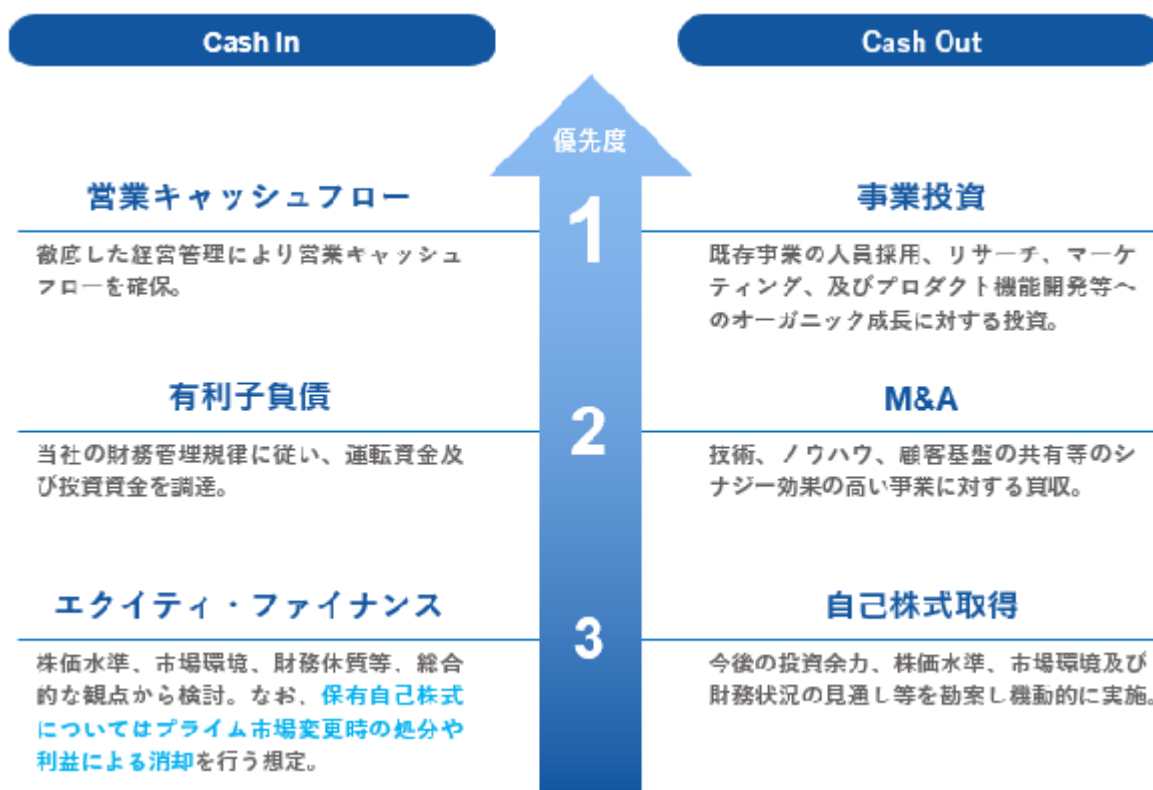 Cash In
Cash Out
優先度
営業キャッシュフロー
1
事業投資
徹底した経営管理により営業キャッシュ
フローを確保。
既存事業の人員採用、リサーチ、マーケ
ティング、及びプロダクト機能開発等へ
のオーガニック成長に対する投資。
有利子負債
2
M&A
当社の財務管理規律に従い、運転資金及
び投資資金を調達。
技術、ノウハウ、顧客基盤の共有等のシ
ナジー効果の高い事業に対する買収。
エクイティ・ファイナンス
3
自己株式取得
株価水準、市場環境、財務体質等、総合
的な観点から検討。なお、保有自己株式
についてはプライム市場変更時の処分や
利益による消却を行う想定。
今後の投資余力、株価水準、市場環境及び
財務状況の見通し等を勘案し機動的に実施。